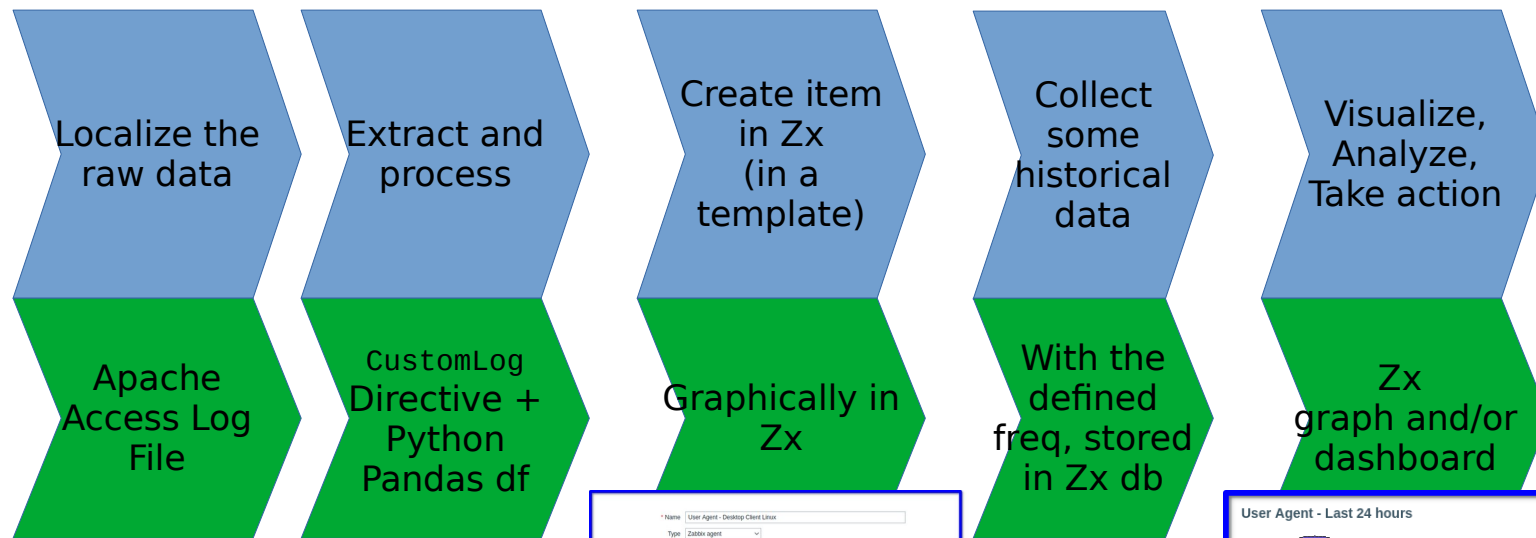 Localize the
raw data
Extract and
process
Create item
in Zx
(in a
template)
Collect
some
historical
data
Visualize,
Analyze,
Take action
Apache
Access Log
File
CustomLog
Directive +
Python
Pandas df
Graphically in
Zx
With the
defined
freq, stored
in Zx db
Zx
graph and/or
dashboard
* Name User Agent - Desktop Client Linux
Type Zabbix agent
User Agent - Last 24 hours